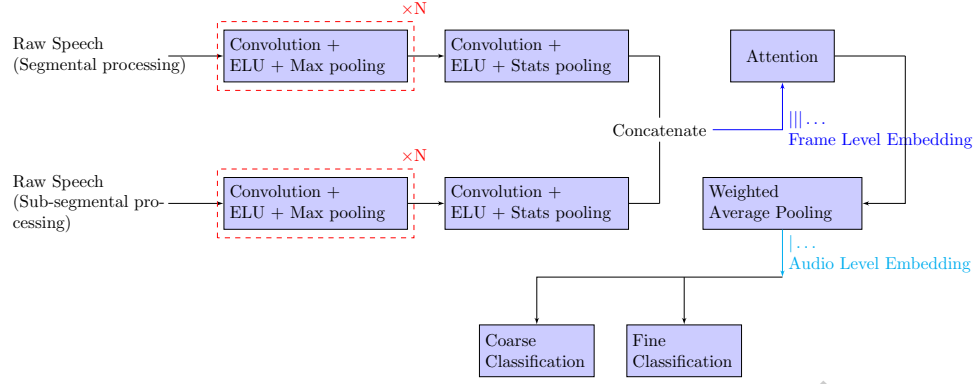 ×N
Raw Speech
(Segmental processing)
Convolution +
ELU + Max pooling
Convolution +
ELU + Stats pooling
Attention
Concatenate
||| ...
Frame Level Embedding
×N
Raw Speech
(Sub-segmental pro-
cessing)
Convolution +
ELU + Max pooling
Convolution +
ELU + Stats pooling
Weighted
Average Pooling
| ...
Audio Level Embedding
Coarse
Classification
Fine
Classification